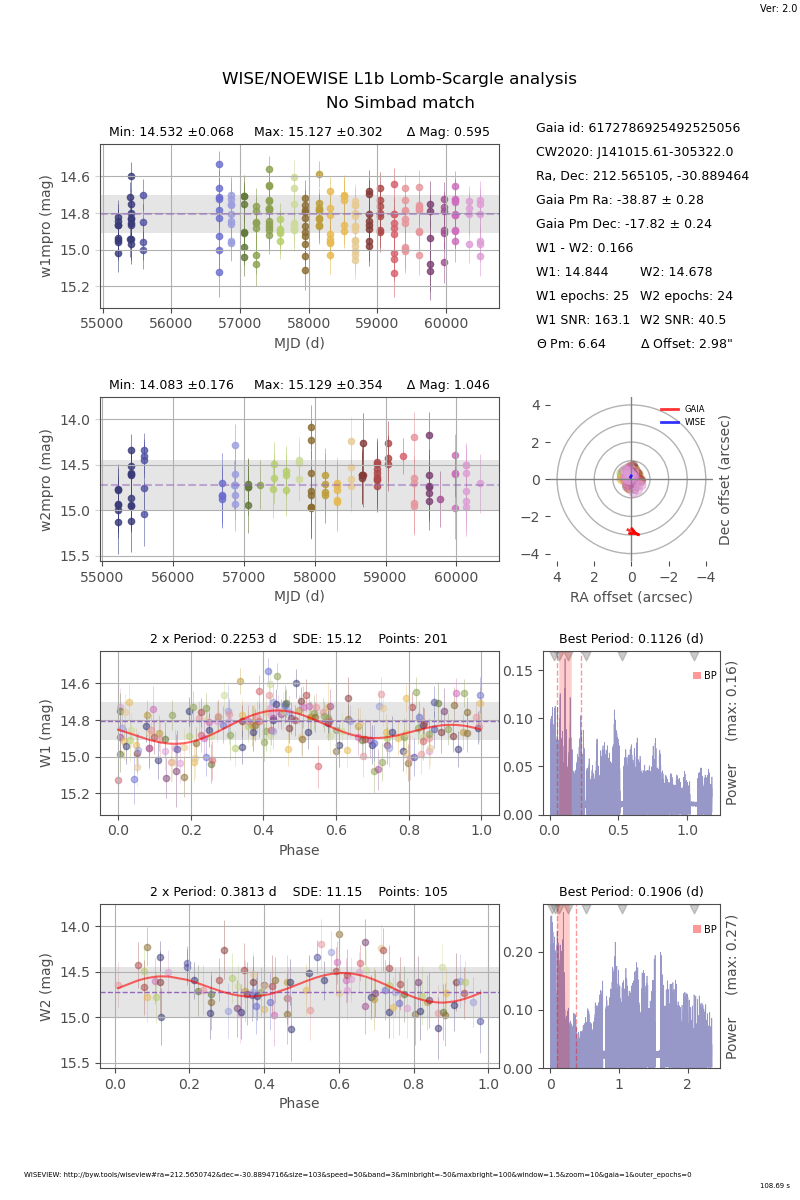 Ver: 2.0
WISE/NOEWISE L1b Lomb-Scargle analysis
No Simbad match
Min: 14.532 ±0.068 Max: 15.127 ±0.302 Δ Mag: 0.595
14.6
14.8
15.0
15.2
w1mpro (mag)
55000 56000 57000 58000 59000 60000
MJD (d)
Gaia id: 6172786925492525056
CW2020: J141015.61-305322.0
Ra, Dec: 212.565105, -30.889464
Gaia Pm Ra: -38.87 ± 0.28
Gaia Pm Dec: -17.82 ± 0.24
W1 - W2: 0.166
W1: 14.844 W2: 14.678
W1 epochs: 25 W2 epochs: 24
W1 SNR: 163.1 W2 SNR: 40.5
Θ Pm: 6.64 Δ Offset: 2.98"
Min: 14.083 ±0.176 Max: 15.129 ±0.354 Δ Mag: 1.046
14.0
14.5
15.0
15.5
w2mpro (mag)
55000 56000 57000 58000 59000 60000
MJD (d)
GAIA
WISE
4
2
0
−2
−4
4 2 0 −2 −4
RA offset (arcsec)
Dec offset (arcsec)
2 x Period: 0.2253 d SDE: 15.12 Points: 201
14.6
14.8
15.0
15.2
W1 (mag)
0.0 0.2 0.4 0.6 0.8 1.0
Phase
Best Period: 0.1126 (d)
BP
0.15
0.10
0.05
0.00
0.0 0.5 1.0
Power (max: 0.16)
2 x Period: 0.3813 d SDE: 11.15 Points: 105
14.0
14.5
15.0
15.5
W2 (mag)
0.0 0.2 0.4 0.6 0.8 1.0
Phase
Best Period: 0.1906 (d)
BP
0.20
0.10
0.00
0 1 2
Power (max: 0.27)
WISEVIEW: http://byw.tools/wiseview#ra=212.5650742&dec=-30.8894716&size=103&speed=50&band=3&minbright=-50&maxbright=100&window=1.5&zoom=10&gaia=1&outer_epochs=0
108.69 s